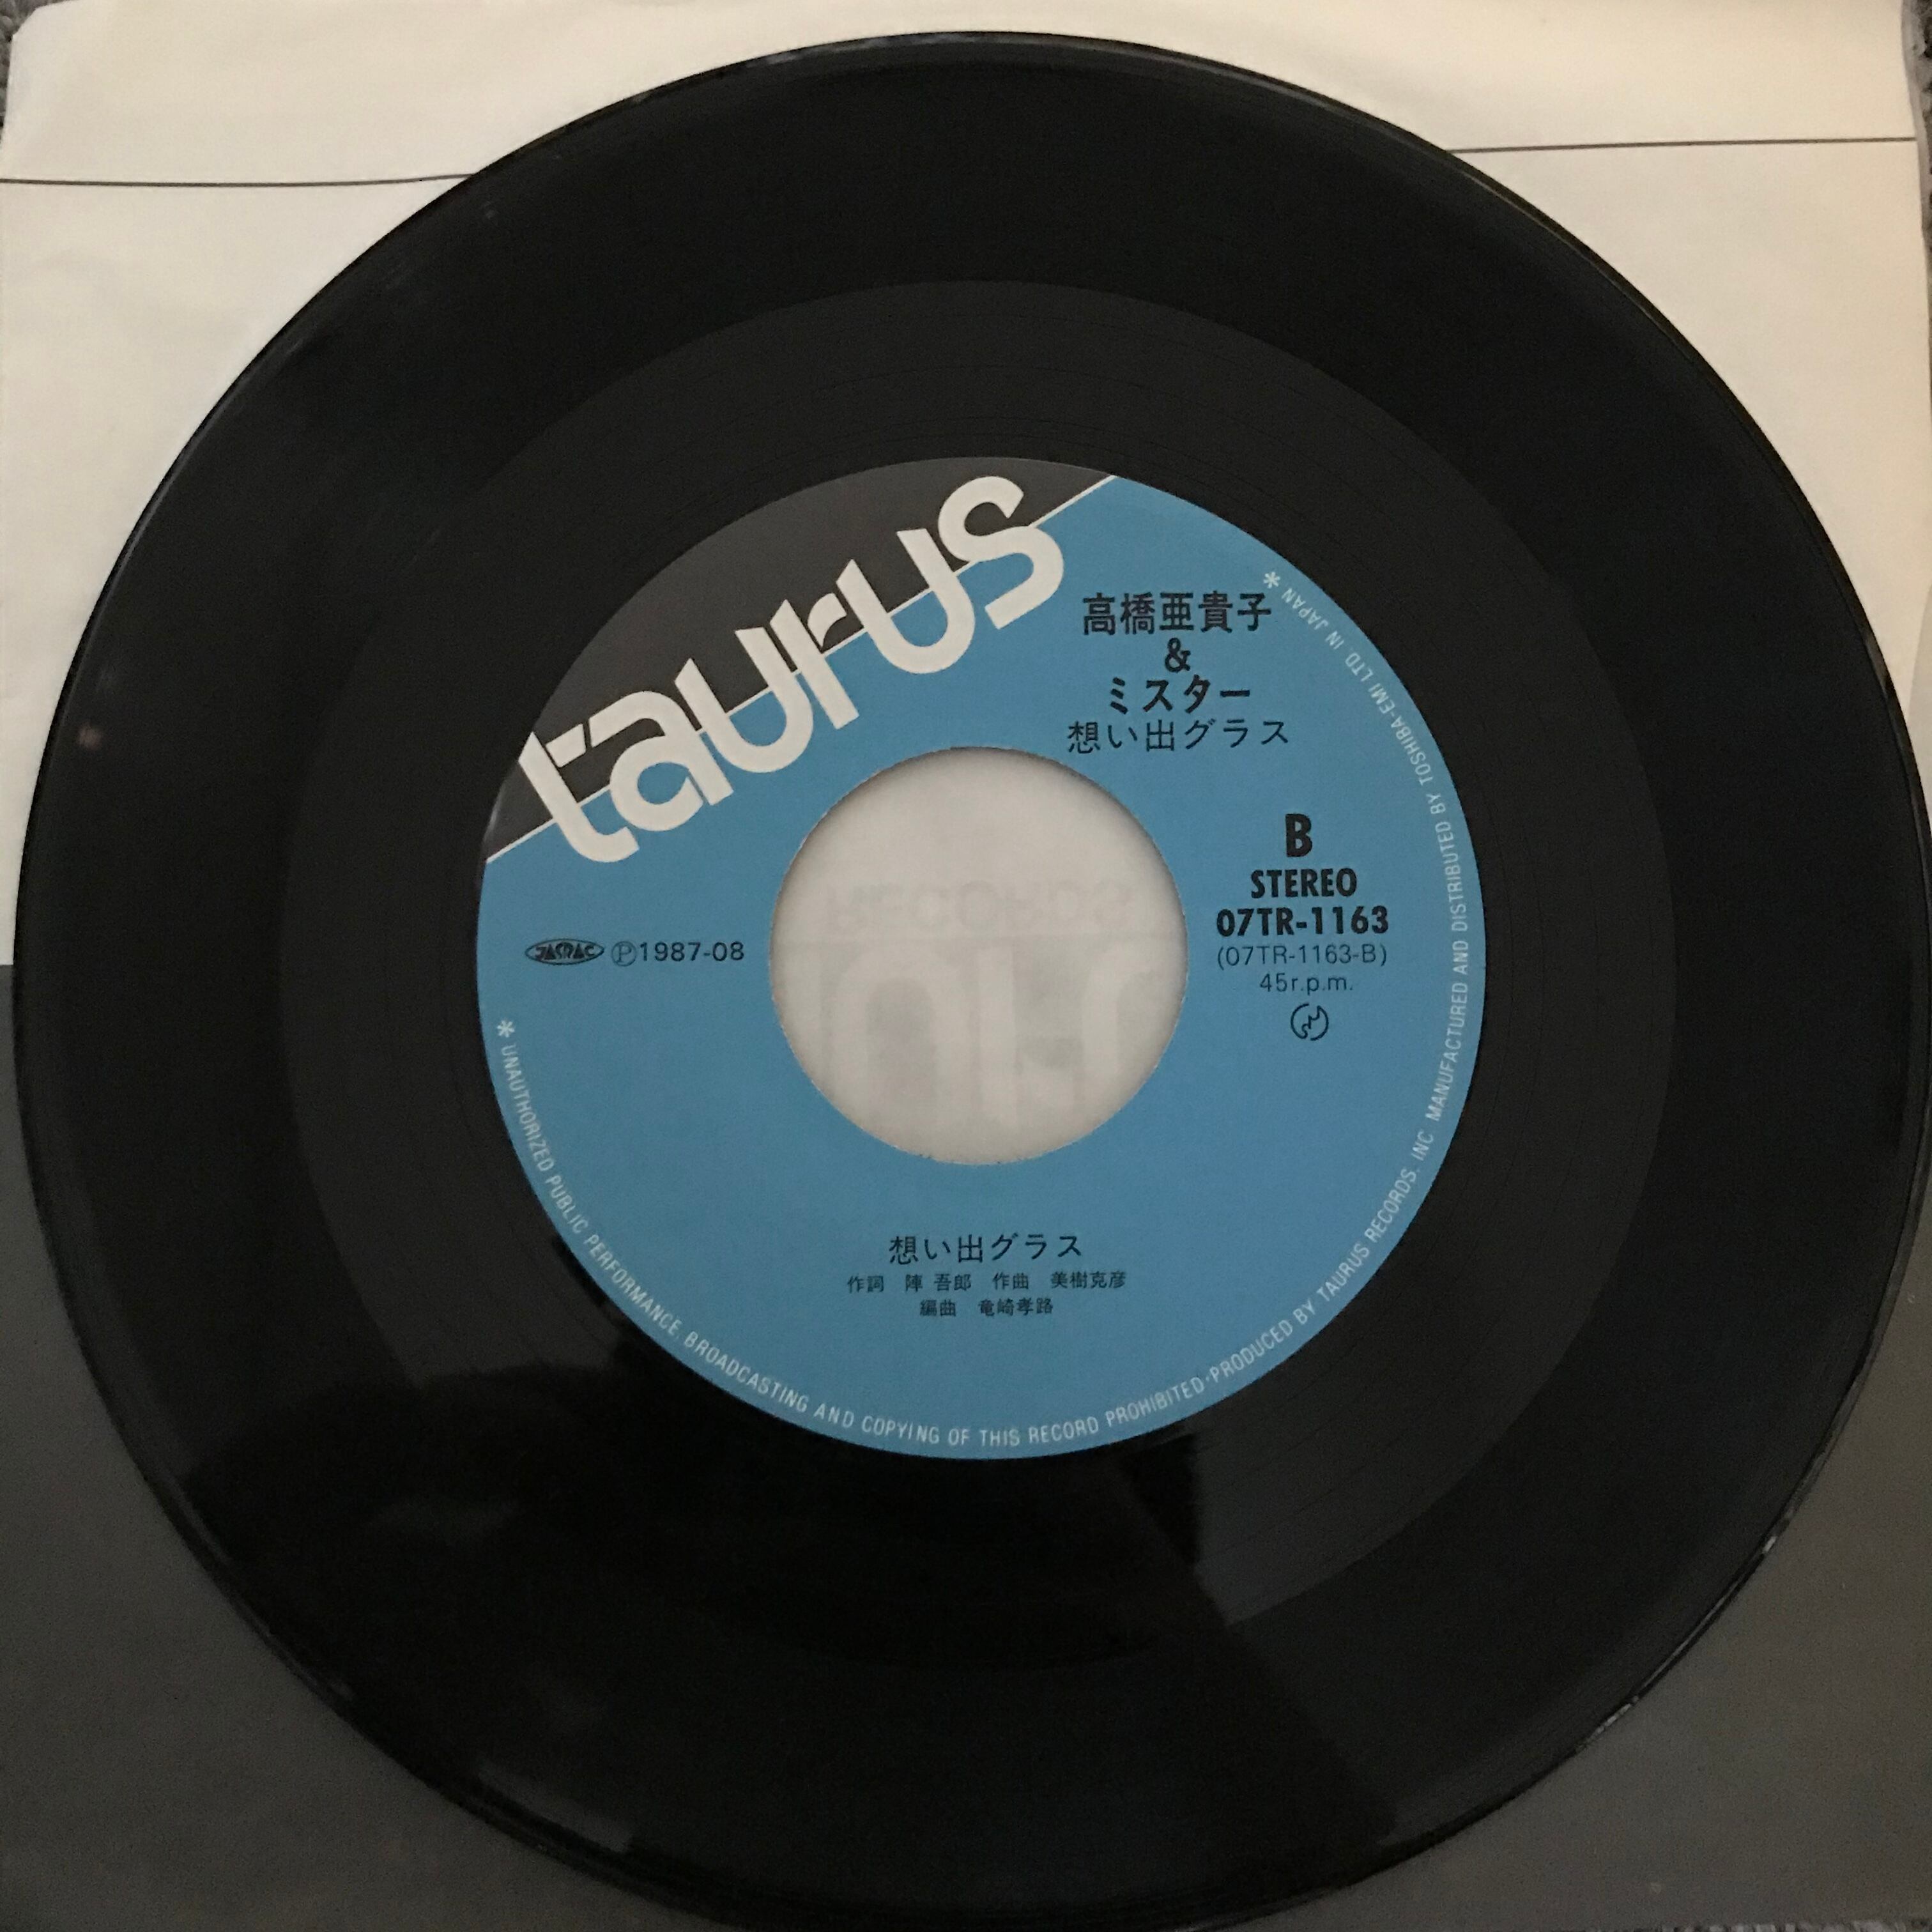 taurus
高橋亜貴子
&
ミスター
想い出グラス
B
STEREO
07TR-1163
(07TR-1163-B)
45r.p.m.
JASRAC Ⓟ1987-08
RECORDS
想い出グラス
作詞 陣 吾郎 作曲 美樹克彦
編曲 竜崎孝路
* UNAUTHORIZED PUBLIC PERFORMANCE, BROADCASTING AND COPYING OF THIS RECORD PROHIBITED·PRODUCED BY TAURUS RECORDS, INC MANUFACTURED AND DISTRIBUTED BY TOSHIBA-EMI LTD IN JAPAN *